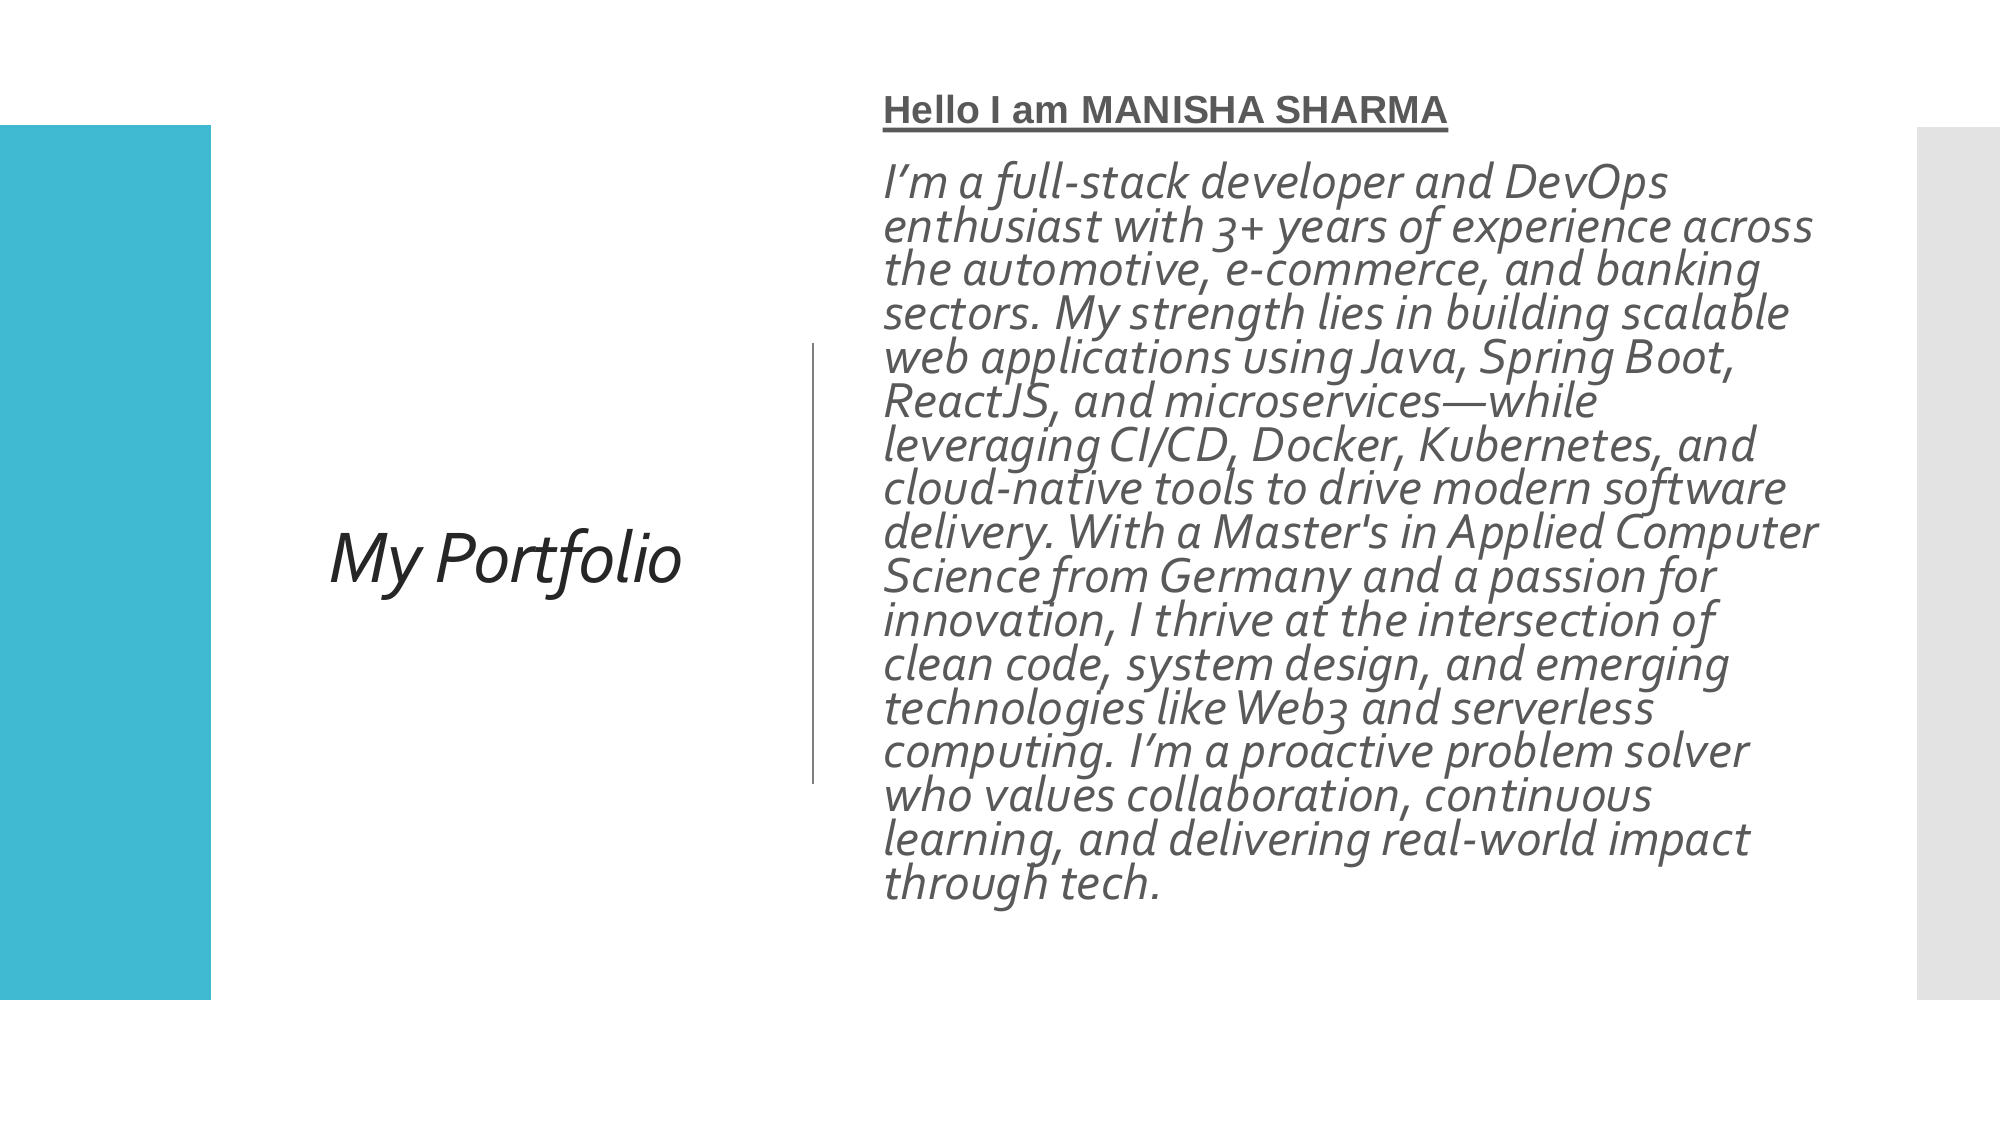 My Portfolio
Hello I am MANISHA SHARMA
I’m a full-stack developer and DevOps
enthusiast with 3+ years of experience across
the automotive, e-commerce, and banking
sectors. My strength lies in building scalable
web applications using Java, Spring Boot,
ReactJS, and microservices—while
leveraging CI/CD, Docker, Kubernetes, and
cloud-native tools to drive modern software
delivery. With a Master's in Applied Computer
Science from Germany and a passion for
innovation, I thrive at the intersection of
clean code, system design, and emerging
technologies like Web3 and serverless
computing. I’m a proactive problem solver
who values collaboration, continuous
learning, and delivering real-world impact
through tech.